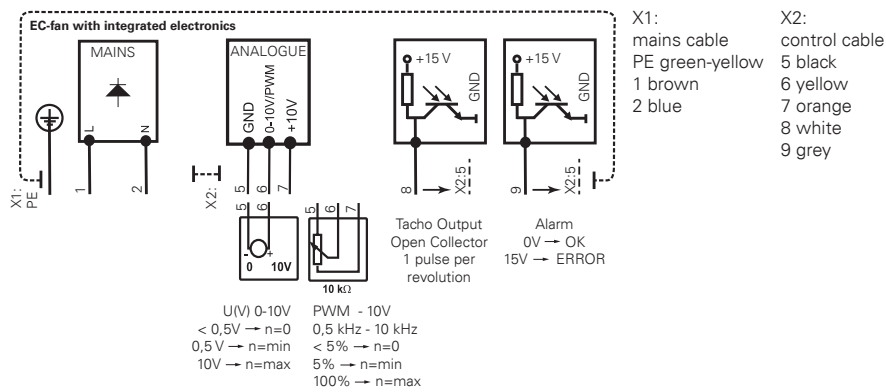 EC-fan with integrated electronics
MAINS
L
N
X1:
PE
1
2
ANALOGUE
GND
0-10V/PWM
+10V
X2:
5
6
7
5
6
- +
0 10V
5
6
7
10 kΩ
U(V) 0-10V
< 0,5V → n=0
0,5 V → n=min
10V → n=max
PWM - 10V
0,5 kHz - 10 kHz
< 5% → n=0
5% → n=min
100% → n=max
+15 V
GND
8
→
X2:5
Tacho Output
Open Collector
1 pulse per
revolution
+15 V
GND
9
→
X2:5
Alarm
0V → OK
15V → ERROR
X1:
mains cable
PE green-yellow
1 brown
2 blue
X2:
control cable
5 black
6 yellow
7 orange
8 white
9 grey